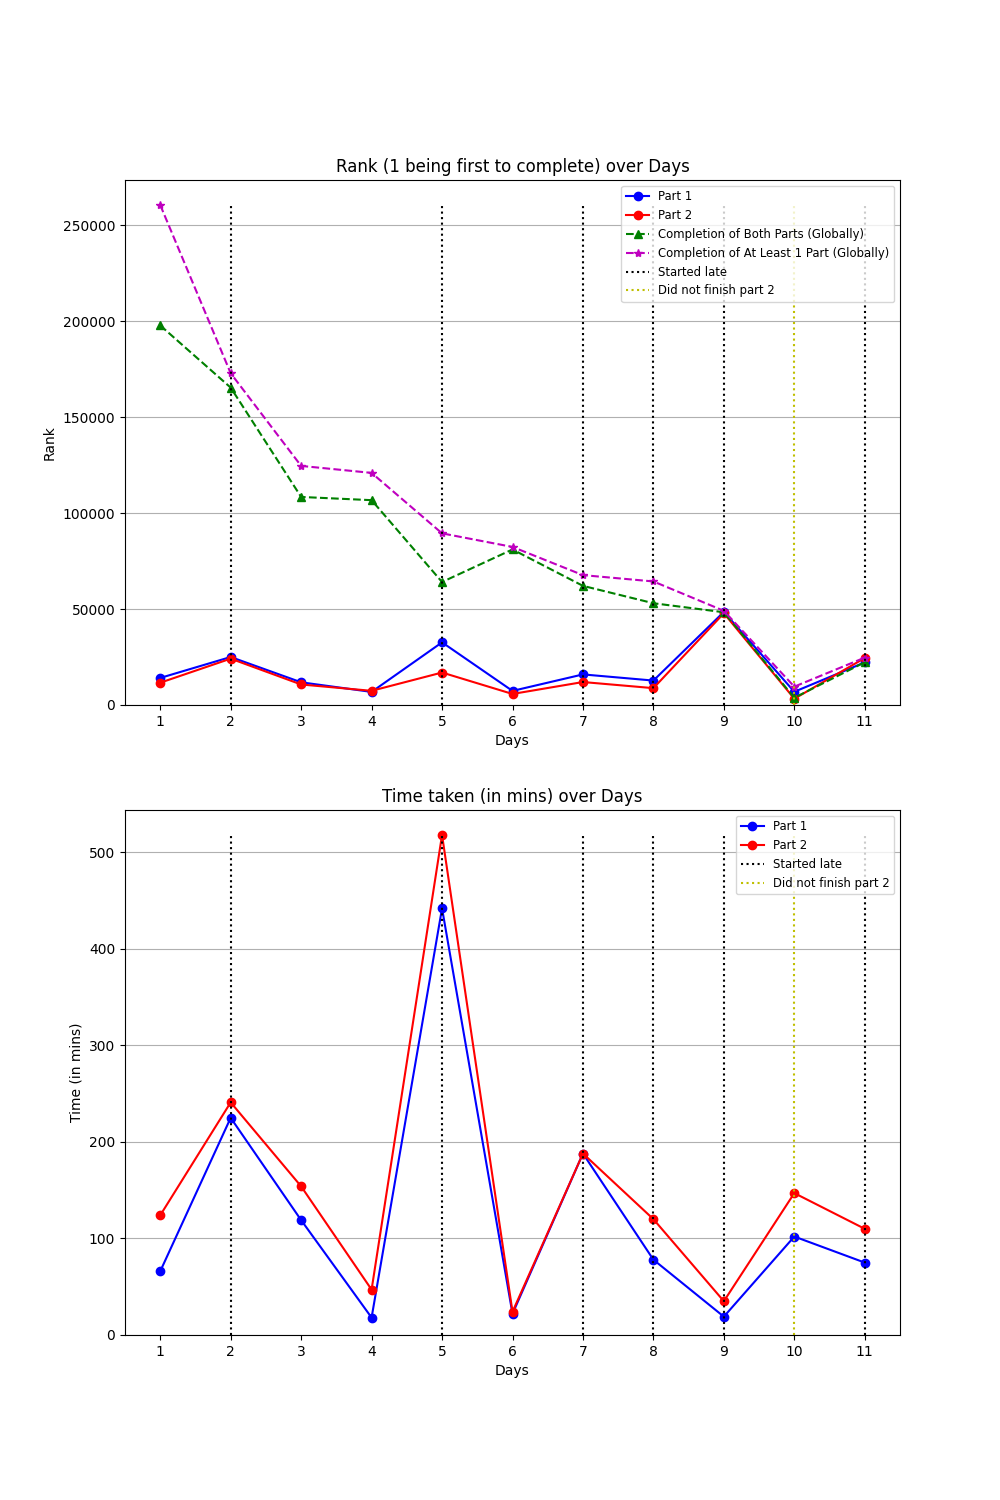 Rank (1 being first to complete) over Days
Part 1
Part 2
Completion of Both Parts (Globally)
Completion of At Least 1 Part (Globally)
Started late
Did not finish part 2
250000
200000
150000
100000
50000
0
Rank
1 2 3 4 5 6 7 8 9 10 11
Days
Time taken (in mins) over Days
Part 1
Part 2
Started late
Did not finish part 2
500
400
300
200
100
0
Time (in mins)
1 2 3 4 5 6 7 8 9 10 11
Days